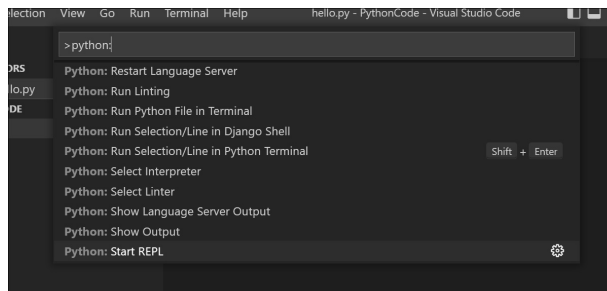 election View Go Run Terminal Help hello.py - PythonCode - Visual Studio Code
>python:
ORS
llo.py
ODE
Python: Restart Language Server
Python: Run Linting
Python: Run Python File in Terminal
Python: Run Selection/Line in Django Shell
Python: Run Selection/Line in Python Terminal Shift + Enter
Python: Select Interpreter
Python: Select Linter
Python: Show Language Server Output
Python: Show Output
Python: Start REPL